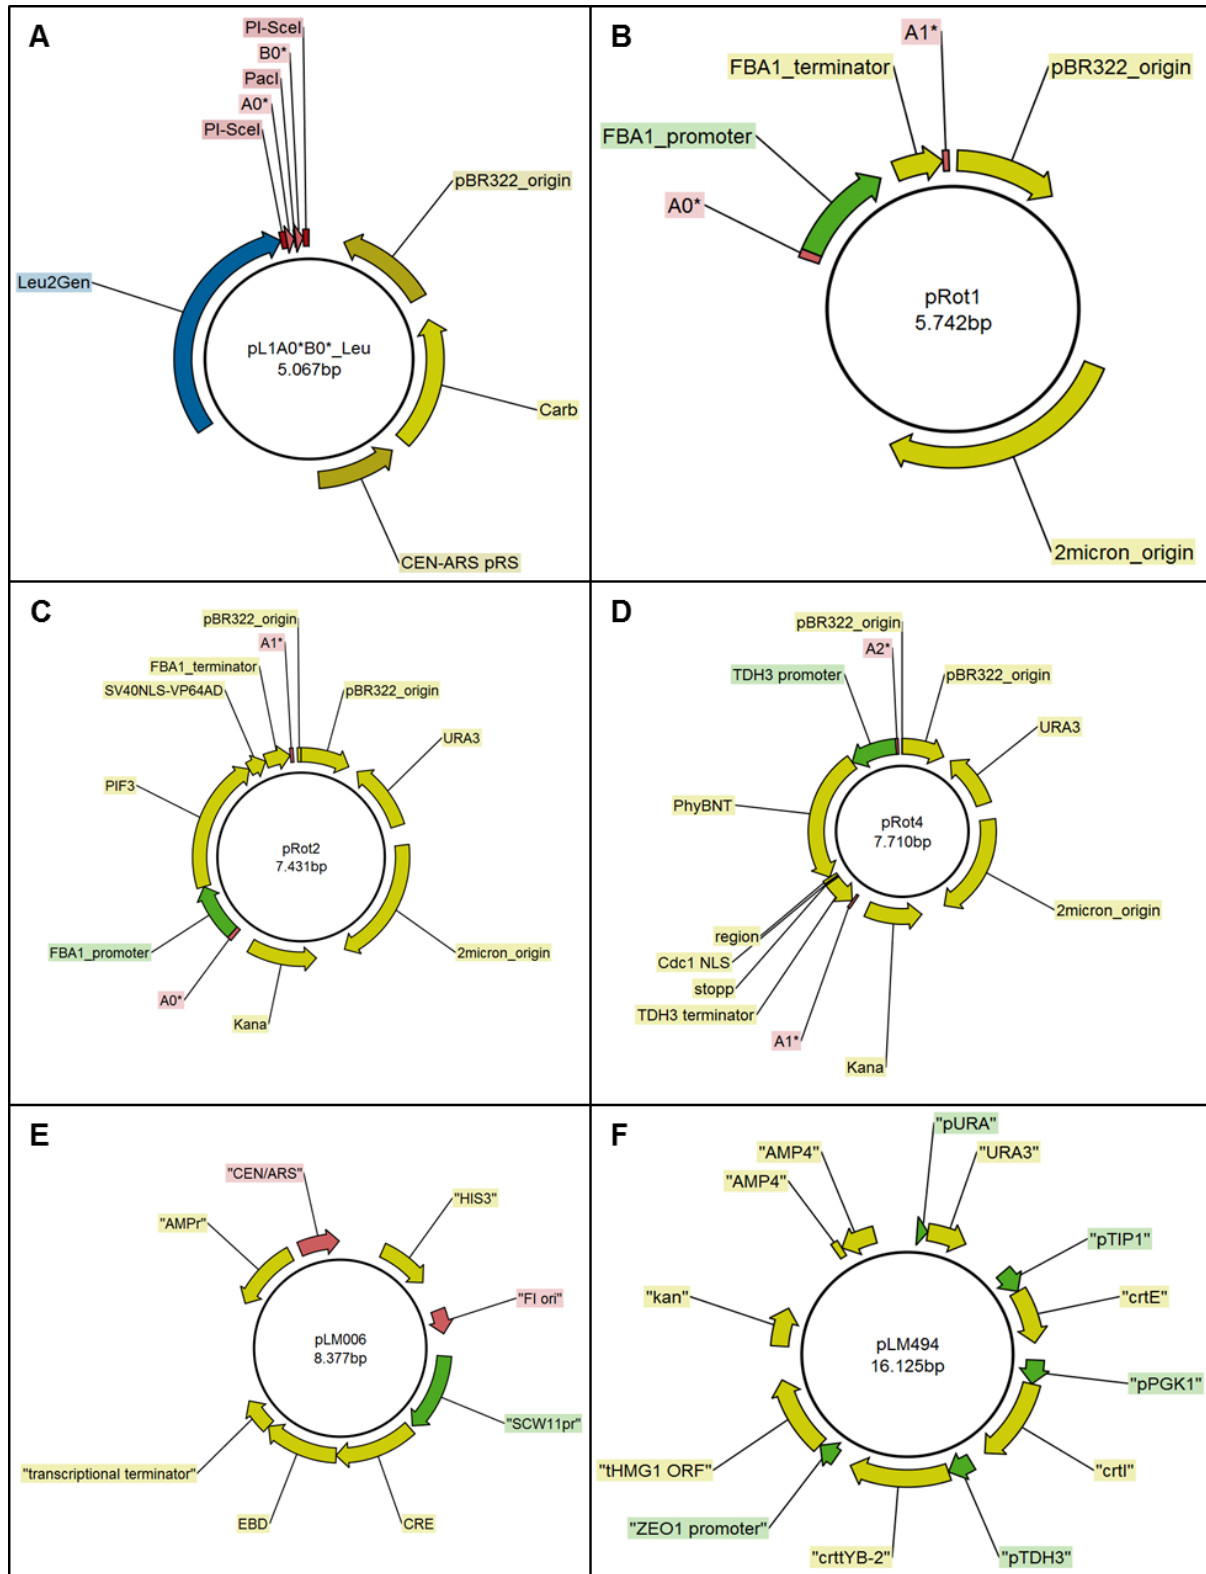 A
PI-SceI
B0*
PacI
A0*
PI-SceI
pBR322_origin
Leu2Gen
pL1A0*B0*_Leu
5.067bp
Carb
CEN-ARS pRS
B
A1*
FBA1_terminator
pBR322_origin
FBA1_promoter
A0*
pRot1
5.742bp
2micron_origin
C
pBR322_origin
A1*
FBA1_terminator
SV40NLS-VP64AD
pBR322_origin
URA3
PIF3
pRot2
7.431bp
FBA1_promoter
2micron_origin
A0*
Kana
D
pBR322_origin
A2*
TDH3 promoter
pBR322_origin
URA3
PhyBNT
pRot4
7.710bp
2micron_origin
region
Cdc1 NLS
stopp
TDH3 terminator
A1*
Kana
E
"CEN/ARS"
"HIS3"
"AMPr"
"FI ori"
pLM006
8.377bp
"SCW11pr"
"transcriptional terminator"
EBD
CRE
F
"pURA"
"AMP4"
"URA3"
"AMP4"
"pTIP1"
"kan"
"crtE"
pLM494
16.125bp
"pPGK1"
"tHMG1 ORF"
"crtI"
"ZEO1 promoter"
"crttYB-2"
"pTDH3"